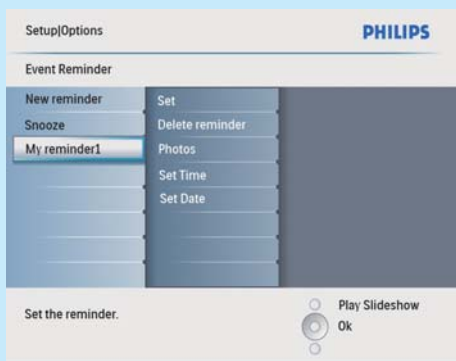 Setup|Options
PHILIPS
Event Reminder
New reminder
Snooze
My reminder1
Set
Delete reminder
Photos
Set Time
Set Date
Set the reminder.
Play Slideshow
Ok